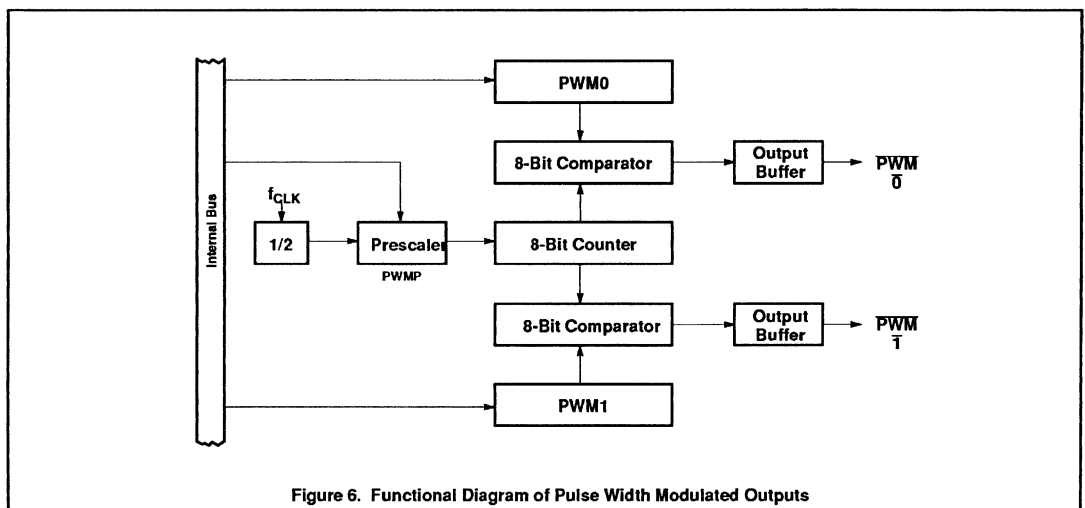 PWM0
8-Bit Comparator
Output
Buffer
PWM
0
Internal Bus
fCLK
1/2
Prescaler
PWMP
8-Bit Counter
8-Bit Comparator
Output
Buffer
PWM
1
PWM1
Figure 6. Functional Diagram of Pulse Width Modulated Outputs